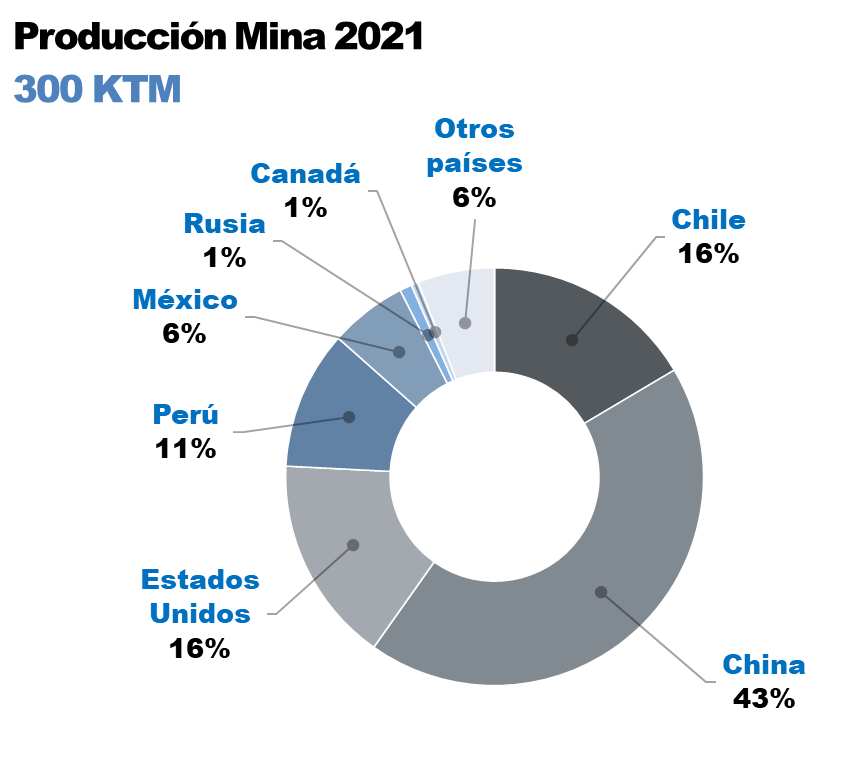 Producción Mina 2021
300 KTM
Otros
países
6%
Canadá
1%
Rusia
1%
Chile
16%
México
6%
Perú
11%
Estados
Unidos
16%
China
43%